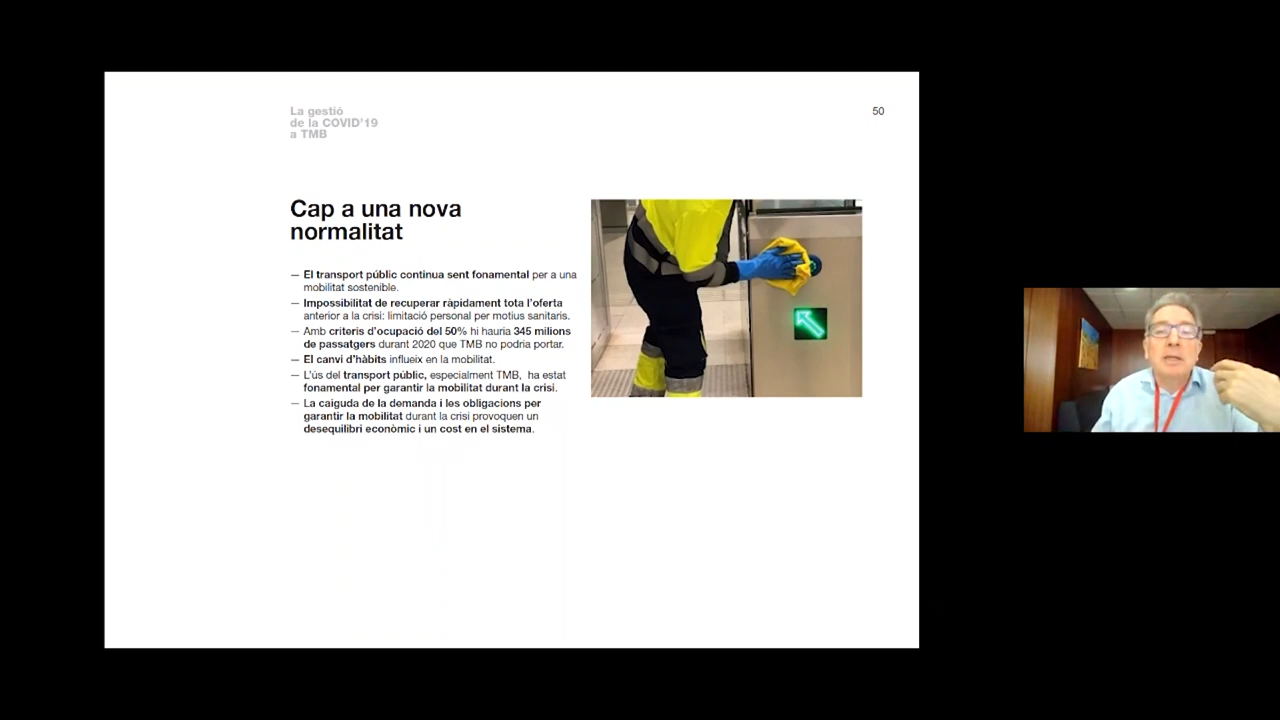 La gestió
de la COVID'19
a TMB
50
Cap a una nova
normalitat
— El transport públic continua sent fonamental per a una
mobilitat sostenible.
— Impossibilitat de recuperar ràpidament tota l'oferta
anterior a la crisi: limitació personal per motius sanitaris.
— Amb criteris d'ocupació del 50% hi hauria 345 milions
de passatgers durant 2020 que TMB no podria portar.
— El canvi d'hàbits influeix en la mobilitat.
— L'ús del transport públic, especialment TMB, ha estat
fonamental per garantir la mobilitat durant la crisi.
— La caiguda de la demanda i les obligacions per
garantir la mobilitat durant la crisi provoquen un
desequilibri econòmic i un cost en el sistema.